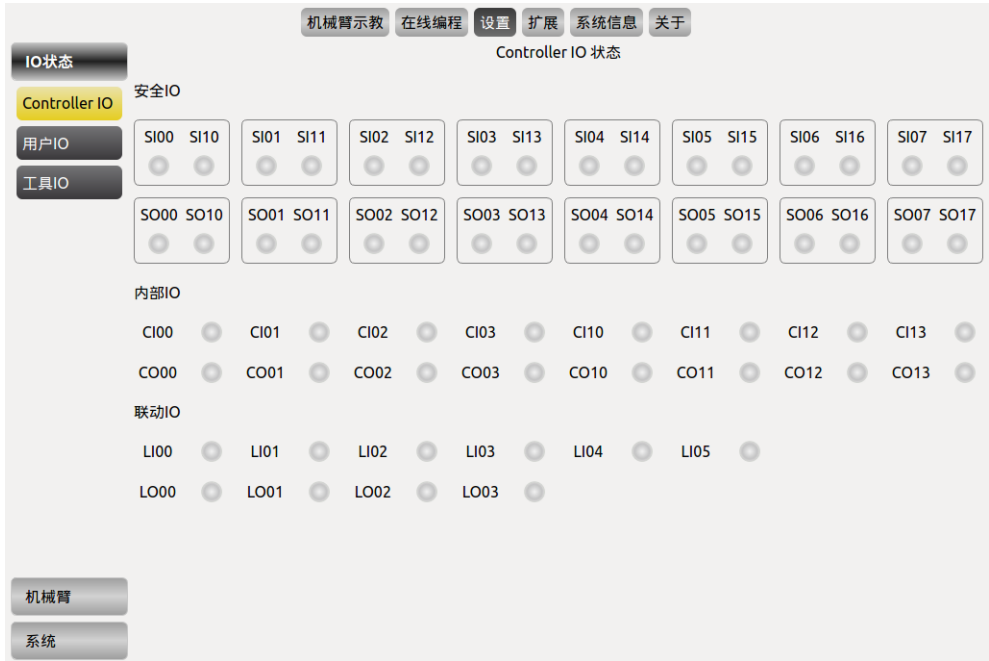 机械臂示教 在线编程 设置 扩展 系统信息 关于
Controller IO 状态
IO状态
Controller IO
用户IO
工具IO
机械臂
系统
安全IO
SI00 SI10 SI01 SI11 SI02 SI12 SI03 SI13 SI04 SI14 SI05 SI15 SI06 SI16 SI07 SI17
SO00 SO10 SO01 SO11 SO02 SO12 SO03 SO13 SO04 SO14 SO05 SO15 SO06 SO16 SO07 SO17
内部IO
CI00 CI01 CI02 CI03 CI10 CI11 CI12 CI13
CO00 CO01 CO02 CO03 CO10 CO11 CO12 CO13
联动IO
LI00 LI01 LI02 LI03 LI04 LI05
LO00 LO01 LO02 LO03